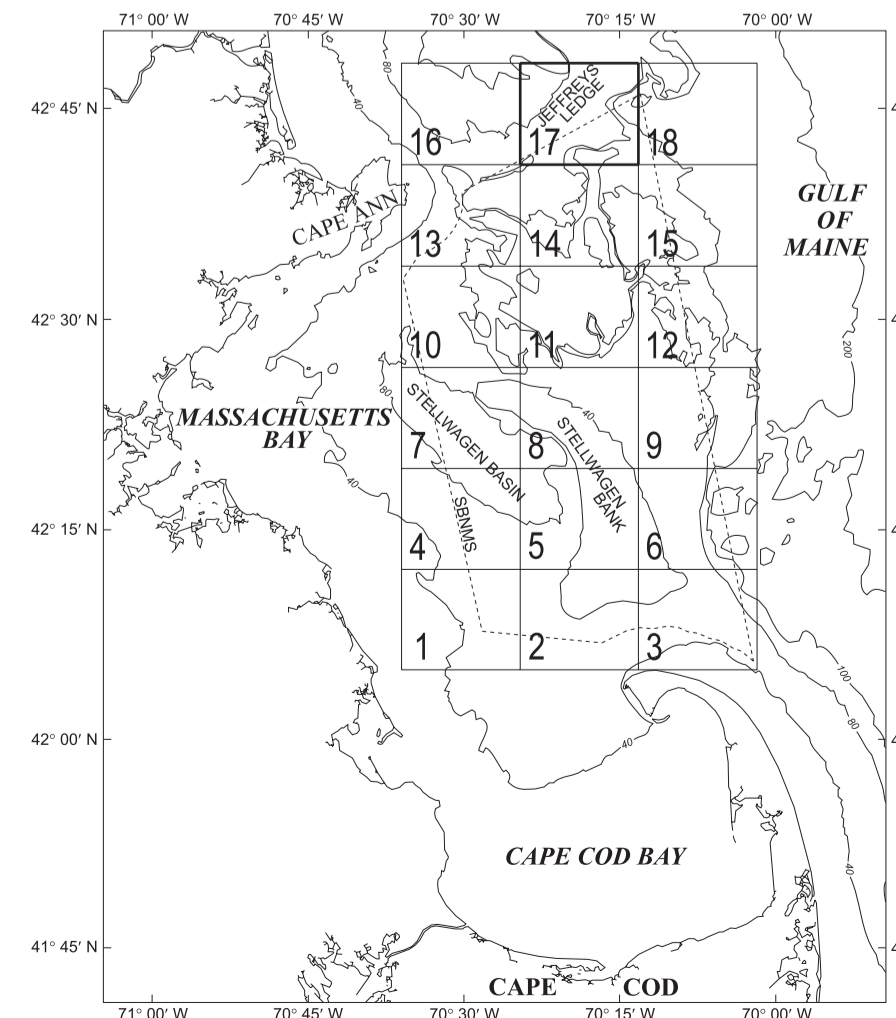 71° 00′ W 70° 45′ W 70° 30′ W 70° 15′ W 70° 00′ W
80
40
42° 45′ N
JEFFREYS
LEDGE
16 17 18
GULF
OF
MAINE
CAPE ANN
13 14 15
42° 30′ N
10 11 12
200
80
40
MASSACHUSETTS
BAY
STELLWAGEN BASIN
STELLWAGEN
BANK
7 8 9
40
SBNMS
42° 15′ N
4 5 6
1 2 3
100
80
42° 00′ N
40
40
CAPE COD BAY
41° 45′ N
CAPE COD
71° 00′ W 70° 45′ W 70° 30′ W 70° 15′ W 70° 00′ W